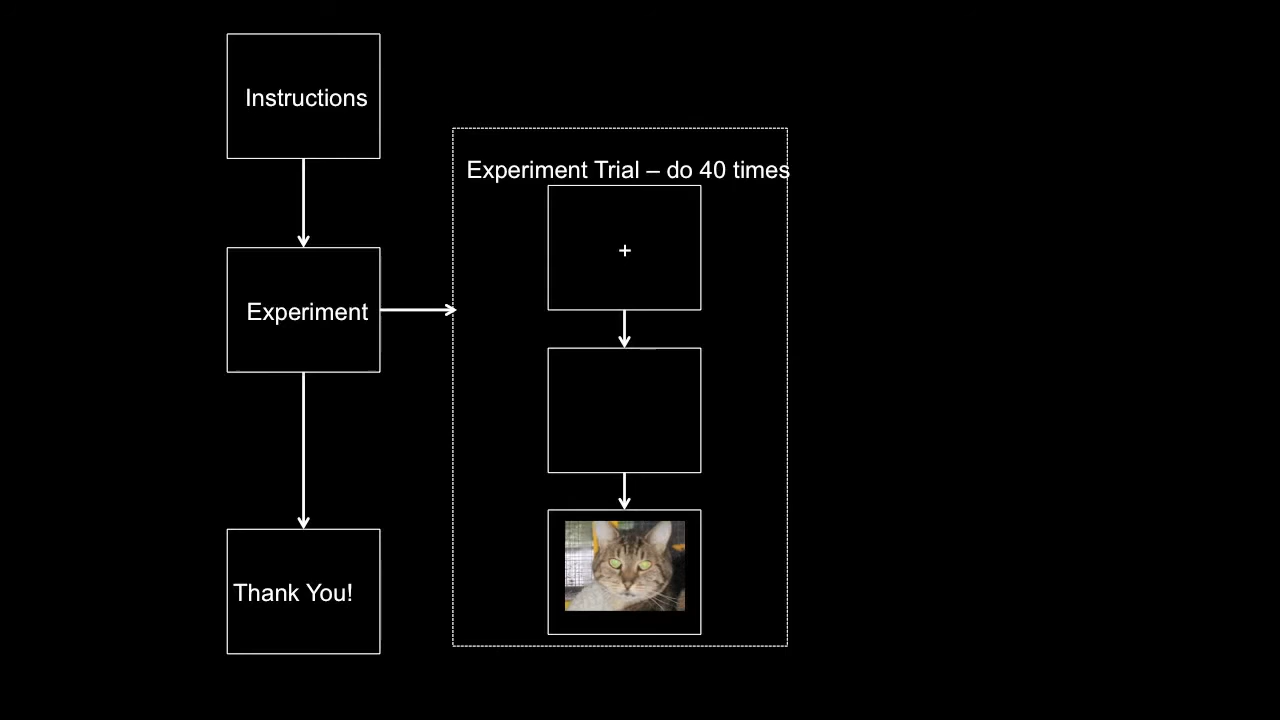 Instructions
Experiment Trial – do 40 times
+
Experiment
Thank You!